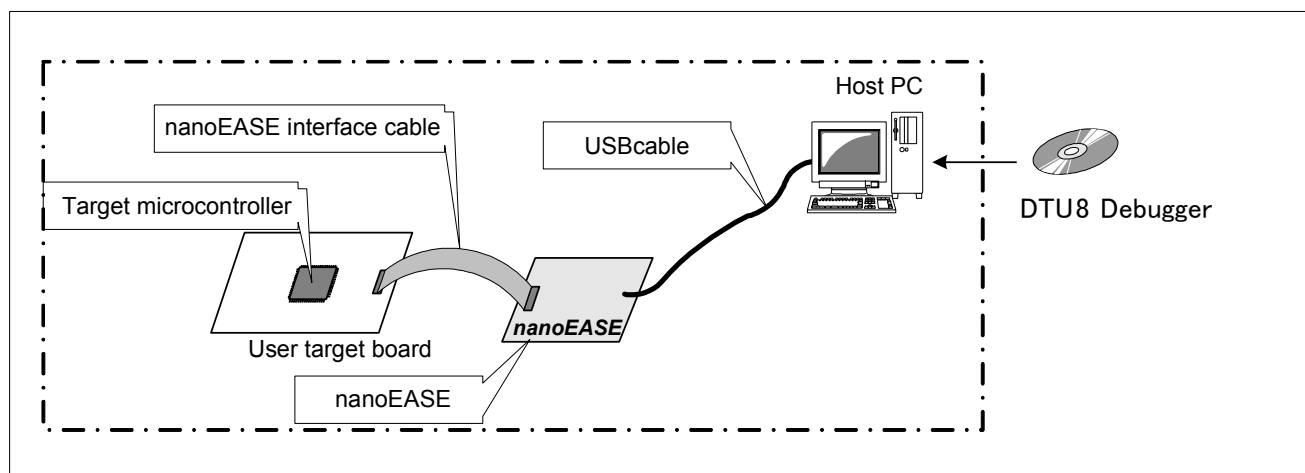 Host PC
nanoEASE interface cable
USBcable
Target microcontroller
DTU8 Debugger
nanoEASE
User target board
nanoEASE